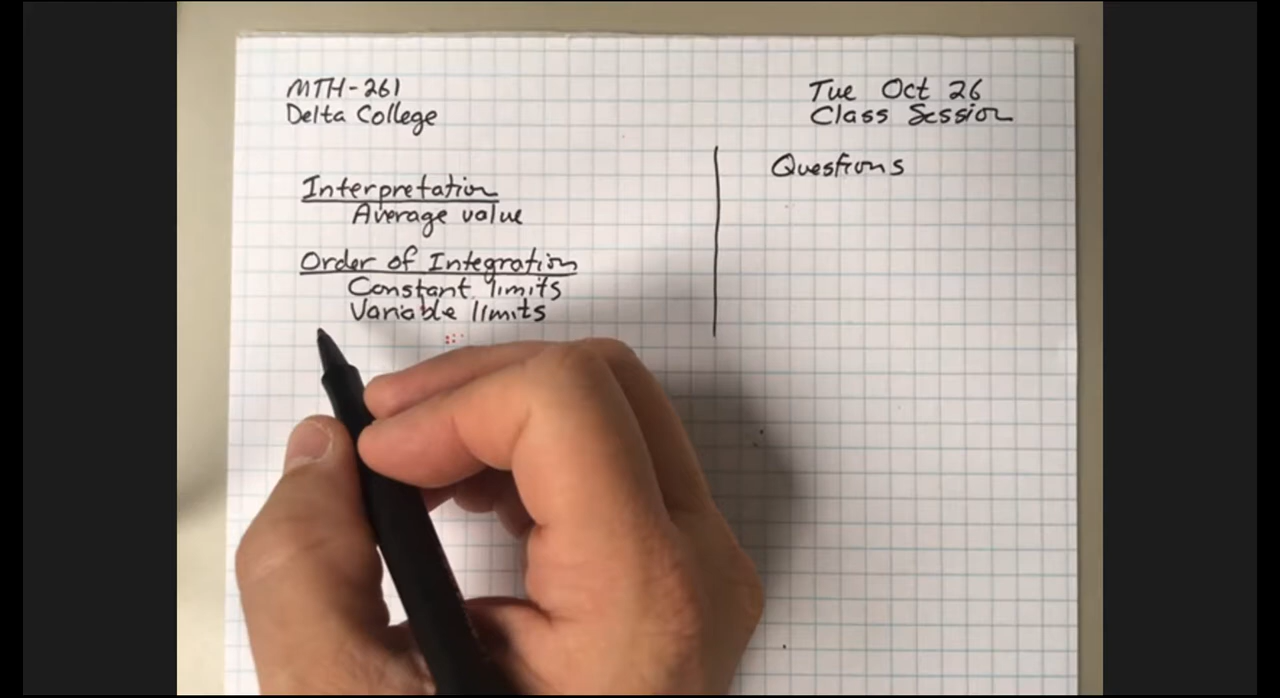 MTH-261
Delta College
Tue Oct 26
Class Session
Interpretation
Average value
Order of Integration
Constant limits
Variable limits
Questions